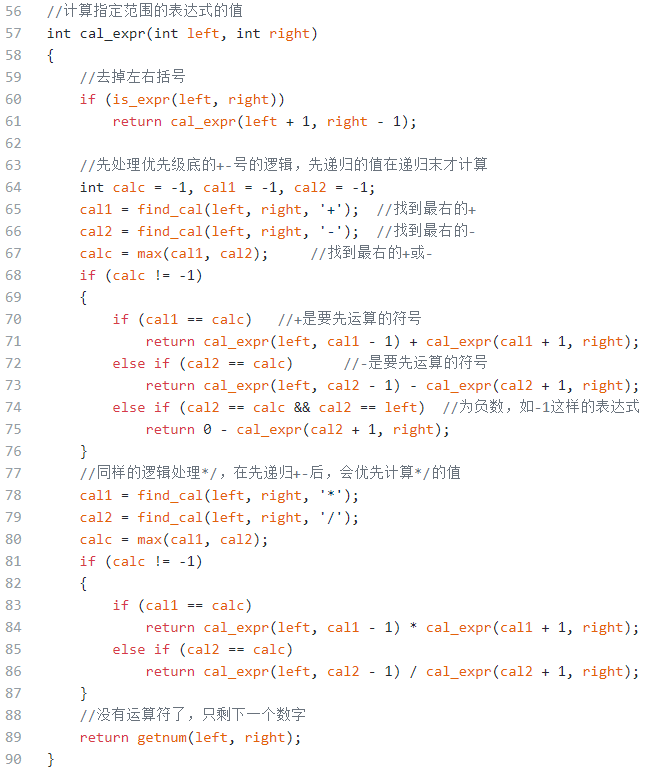 56 //计算指定范围的表达式的值
57 int cal_expr(int left, int right)
58 {
59     //去掉左右括号
60     if (is_expr(left, right))
61         return cal_expr(left + 1, right - 1);
62
63     //先处理优先级底的+-号的逻辑，先递归的值在递归末才计算
64     int calc = -1, cal1 = -1, cal2 = -1;
65     cal1 = find_cal(left, right, '+');  //找到最右的+
66     cal2 = find_cal(left, right, '-');  //找到最右的-
67     calc = max(cal1, cal2);     //找到最右的+或-
68     if (calc != -1)
69     {
70         if (cal1 == calc)   //+是要先运算的符号
71             return cal_expr(left, cal1 - 1) + cal_expr(cal1 + 1, right);
72         else if (cal2 == calc)      //-是要先运算的符号
73             return cal_expr(left, cal2 - 1) - cal_expr(cal2 + 1, right);
74         else if (cal2 == calc && cal2 == left)  //为负数，如-1这样的表达式
75             return 0 - cal_expr(cal2 + 1, right);
76     }
77     //同样的逻辑处理*/，在先递归+-后，会优先计算*/的值
78     cal1 = find_cal(left, right, '*');
79     cal2 = find_cal(left, right, '/');
80     calc = max(cal1, cal2);
81     if (calc != -1)
82     {
83         if (cal1 == calc)
84             return cal_expr(left, cal1 - 1) * cal_expr(cal1 + 1, right);
85         else if (cal2 == calc)
86             return cal_expr(left, cal2 - 1) / cal_expr(cal2 + 1, right);
87     }
88     //没有运算符了，只剩下一个数字
89     return getnum(left, right);
90 }